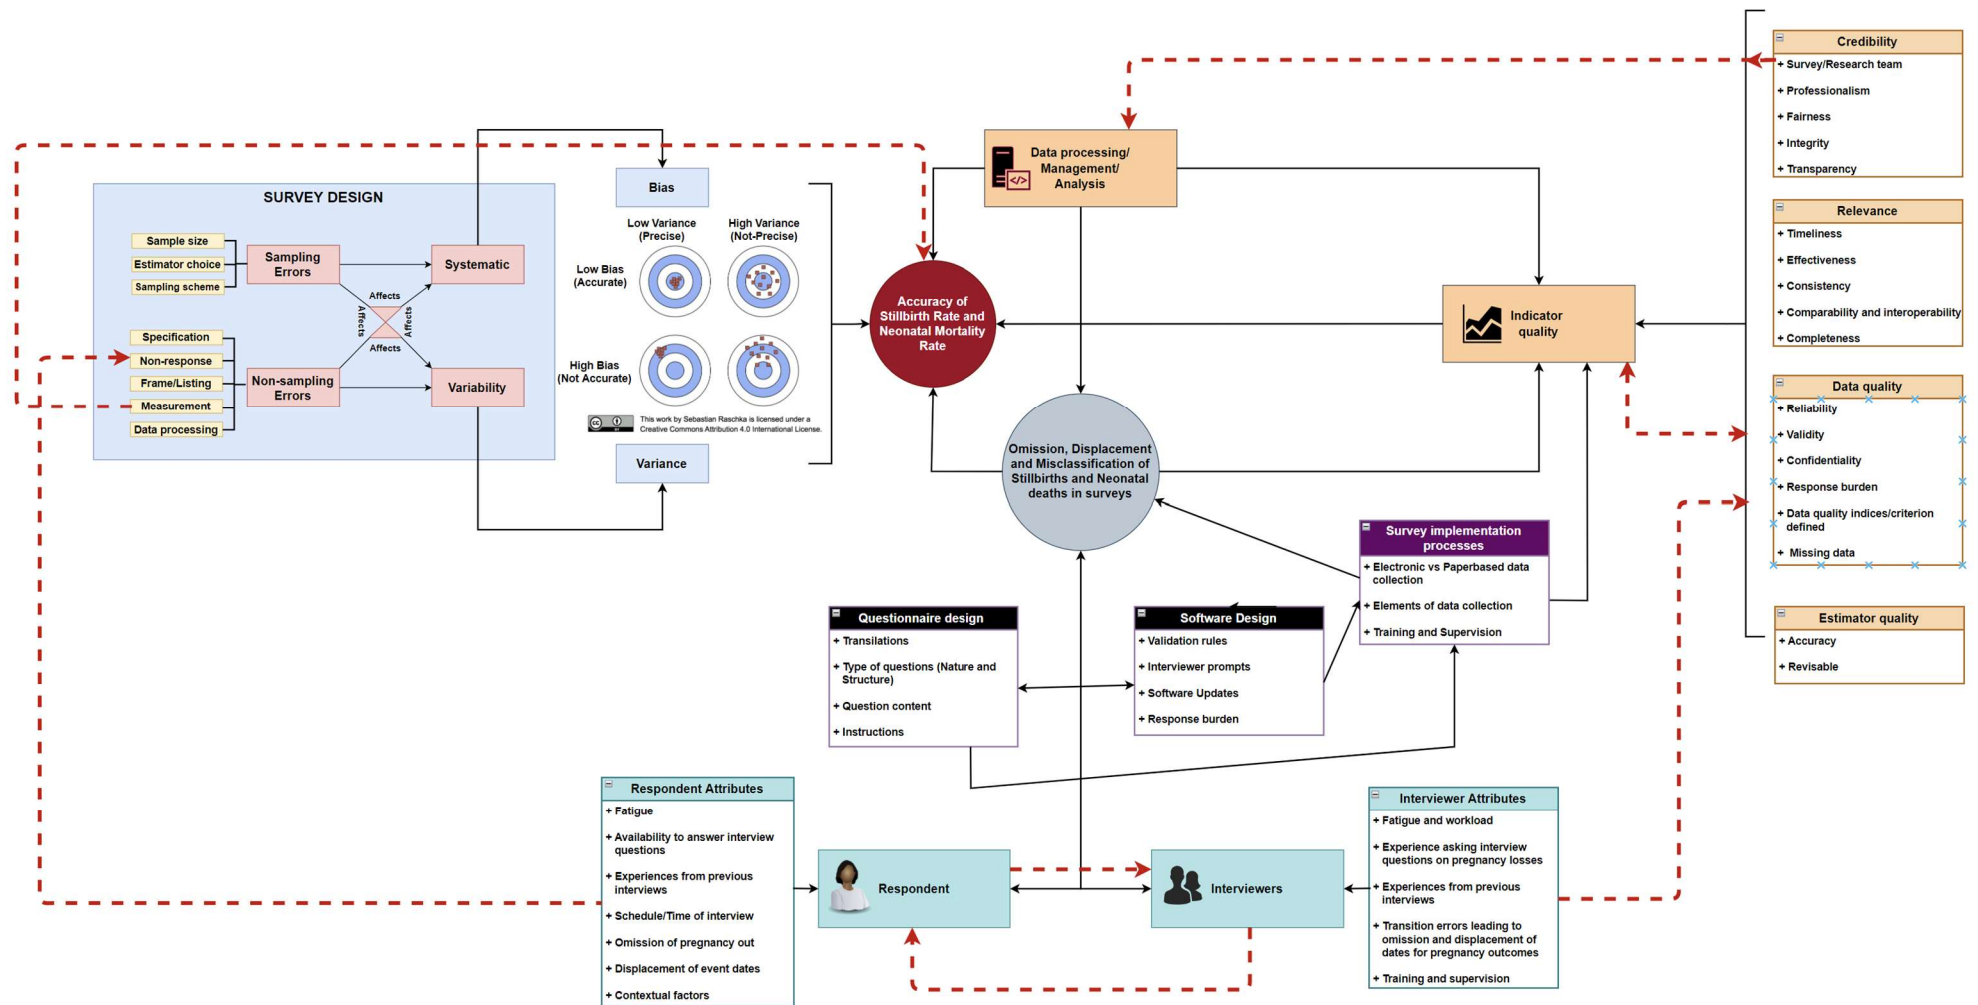 SURVEY DESIGN
Sample size
Estimator choice
Sampling scheme
Sampling
Errors
Systematic
Affects
Affects
Affects
Affects
Specification
Non-response
Frame/Listing
Measurement
Data processing
Non-sampling
Errors
Variability
Bias
Low Variance
(Precise)
High Variance
(Not-Precise)
Low Bias
(Accurate)
High Bias
(Not Accurate)
This work by Sebastian Raschka is licensed under a
Creative Commons Attribution 4.0 International License.
Variance
Accuracy of
Stillbirth Rate and
Neonatal Mortality
Rate
Data processing/
Management/
Analysis
Omission, Displacement
and Misclassification of
Stillbirths and Neonatal
deaths in surveys
Indicator
quality
Credibility
+ Survey/Research team
+ Professionalism
+ Fairness
+ Integrity
+ Transparency
Relevance
+ Timeliness
+ Effectiveness
+ Consistency
+ Comparability and interoperability
+ Completeness
Data quality
+ Reliability
+ Validity
+ Confidentiality
+ Response burden
+ Data quality indices/criterion
defined
+ Missing data
Estimator quality
+ Accuracy
+ Revisable
Survey implementation
processes
+ Electronic vs Paperbased data
collection
+ Elements of data collection
+ Training and Supervision
Questionnaire design
+ Transilations
+ Type of questions (Nature and
Structure)
+ Question content
+ Instructions
Software Design
+ Validation rules
+ Interviewer prompts
+ Software Updates
+ Response burden
Respondent Attributes
+ Fatigue
+ Availability to answer interview
questions
+ Experiences from previous
interviews
+ Schedule/Time of interview
+ Omission of pregnancy out
+ Displacement of event dates
+ Contextual factors
Respondent
Interviewers
Interviewer Attributes
+ Fatigue and workload
+ Experience asking interview
questions on pregnancy losses
+ Experiences from previous
interviews
+ Transition errors leading to
omission and displacement of
dates for pregnancy outcomes
+ Training and supervision